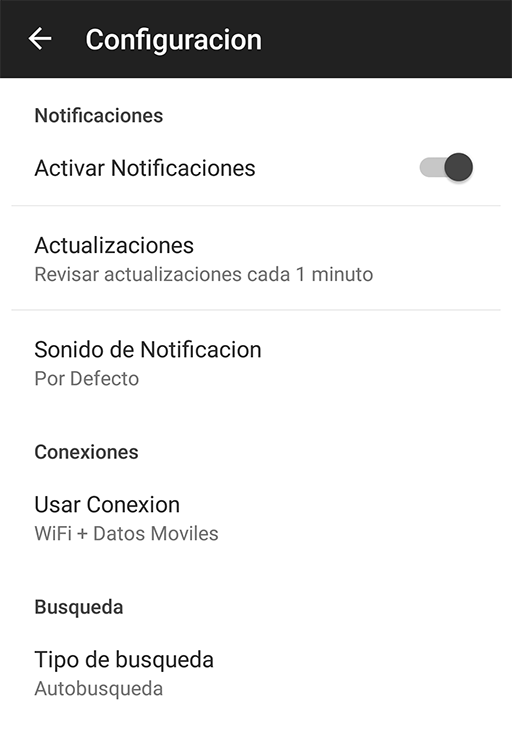 Configuracion
Notificaciones
Activar Notificaciones
Actualizaciones
Revisar actualizaciones cada 1 minuto
Sonido de Notificacion
Por Defecto
Conexiones
Usar Conexion
WiFi + Datos Moviles
Busqueda
Tipo de busqueda
Autobusqueda